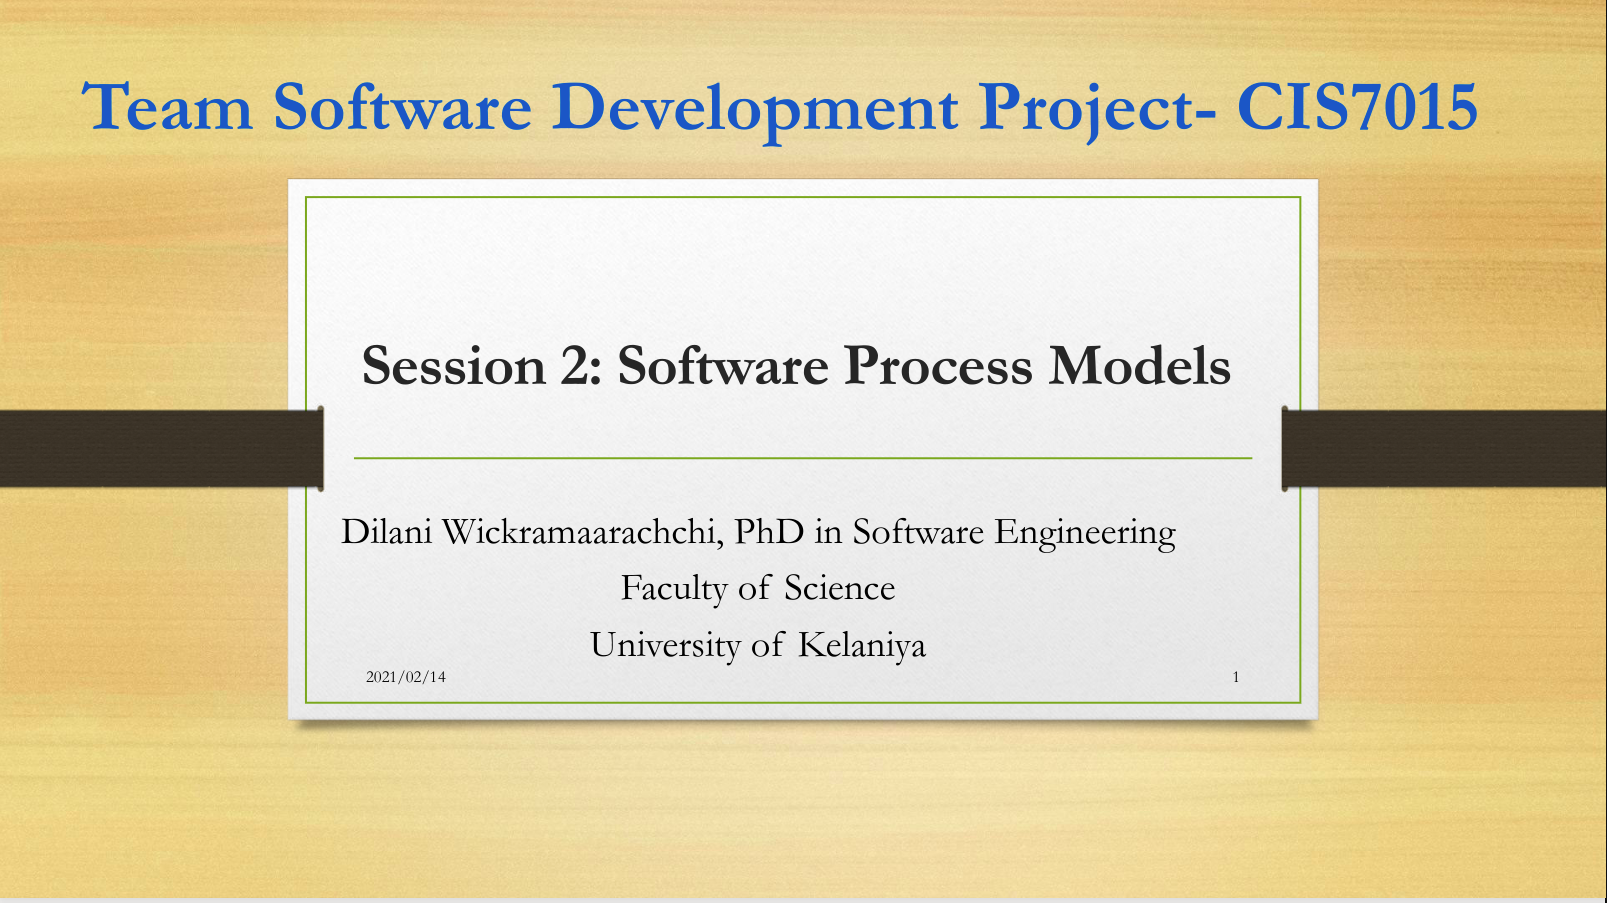 Team Software Development Project- CIS7015
Session 2: Software Process Models
Dilani Wickramaarachchi, PhD in Software Engineering
Faculty of Science
University of Kelaniya
2021/02/14
1